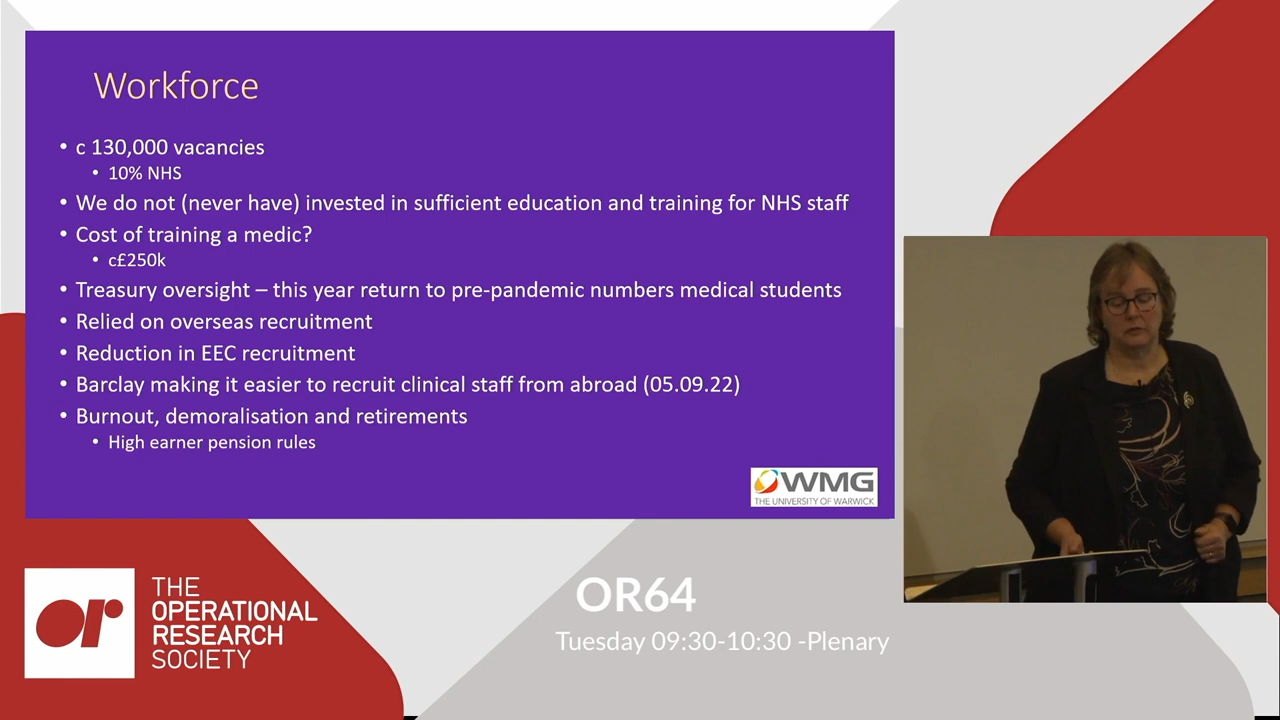 Workforce
• c 130,000 vacancies
• 10% NHS
• We do not (never have) invested in sufficient education and training for NHS staff
• Cost of training a medic?
• c£250k
• Treasury oversight – this year return to pre-pandemic numbers medical students
• Relied on overseas recruitment
• Reduction in EEC recruitment
• Barclay making it easier to recruit clinical staff from abroad (05.09.22)
• Burnout, demoralisation and retirements
• High earner pension rules
WMG
THE UNIVERSITY OF WARWICK
or
THE
OPERATIONAL
RESEARCH
SOCIETY
OR64
Tuesday 09:30-10:30 -Plenary